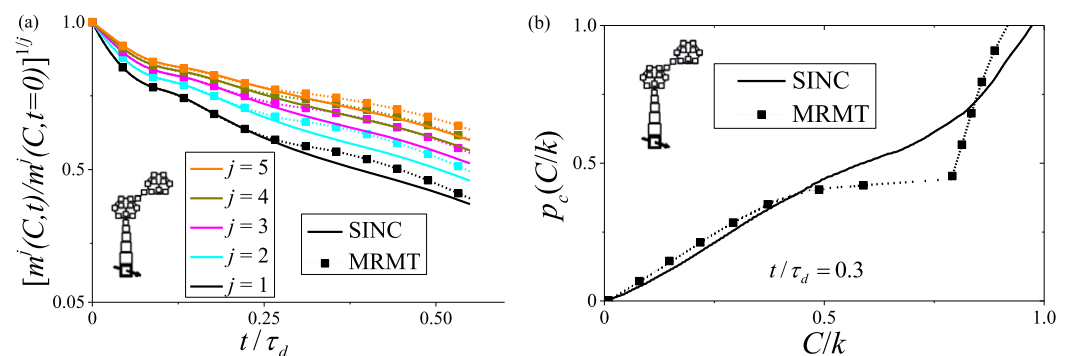 (a)
[m^j(C,t)/m^j(C,t=0)]^{1/j}
1.0
0.5
0.05
j = 5
j = 4
j = 3
j = 2
j = 1
SINC
MRMT
0
0.25
0.50
t / τ_d
(b)
p_c(C/k)
1.0
0.5
0
SINC
MRMT
t / τ_d = 0.3
0
0.5
1.0
C/k